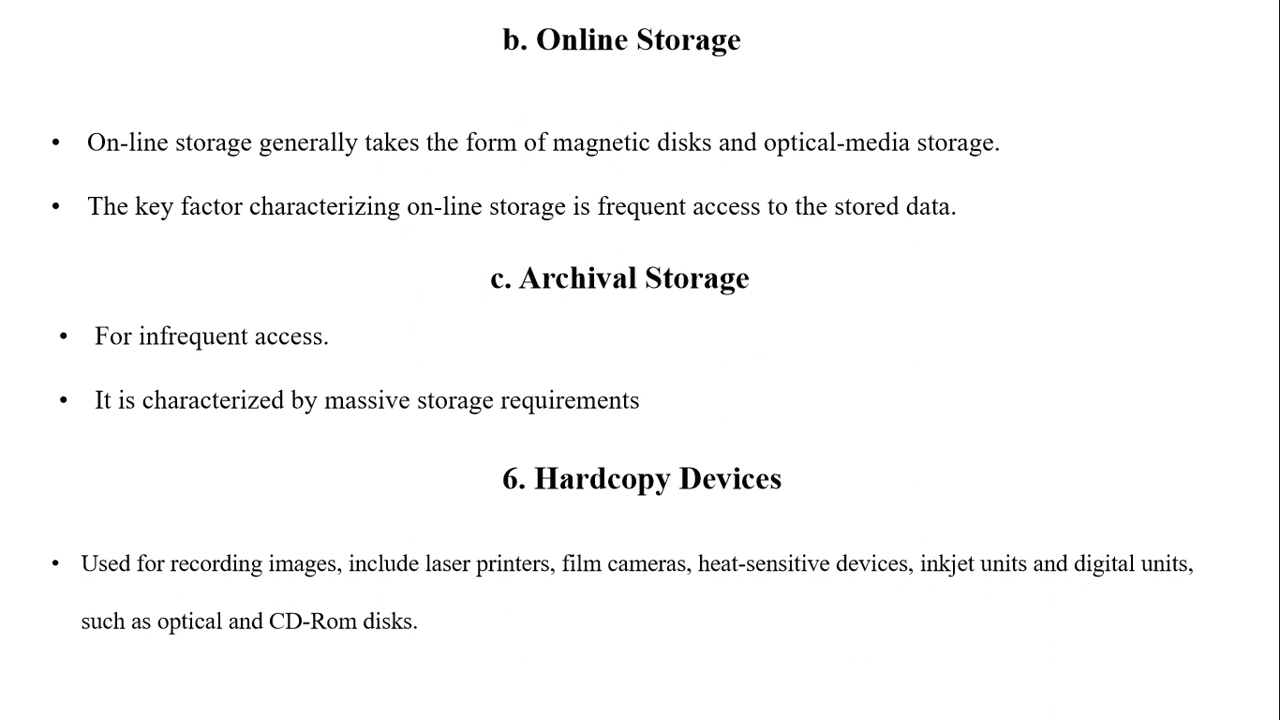 b. Online Storage
• On-line storage generally takes the form of magnetic disks and optical-media storage.
• The key factor characterizing on-line storage is frequent access to the stored data.
c. Archival Storage
• For infrequent access.
• It is characterized by massive storage requirements
6. Hardcopy Devices
• Used for recording images, include laser printers, film cameras, heat-sensitive devices, inkjet units and digital units,
such as optical and CD-Rom disks.